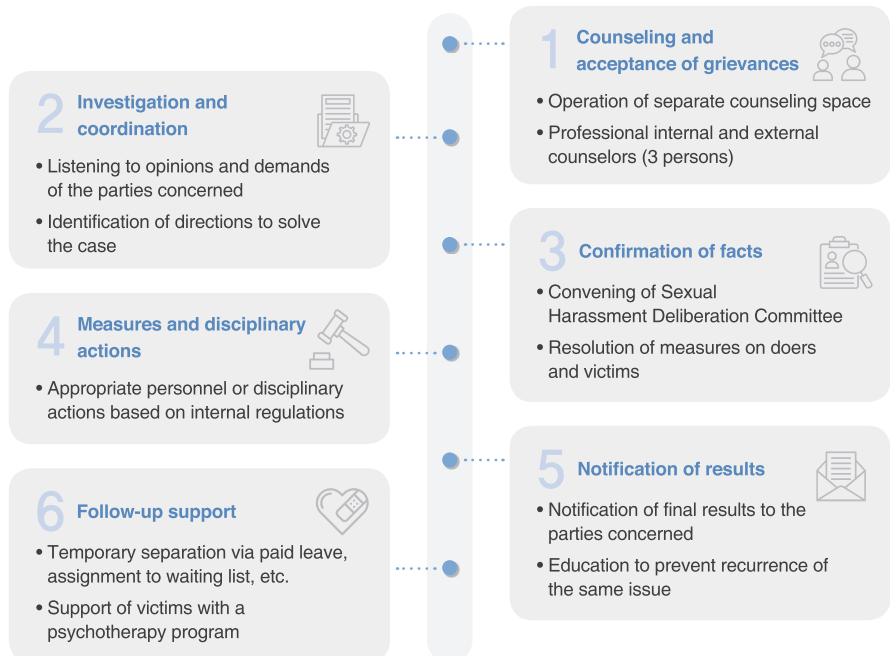 1
Counseling and
acceptance of grievances
• Operation of separate counseling space
• Professional internal and external
counselors (3 persons)
2
Investigation and
coordination
• Listening to opinions and demands
of the parties concerned
• Identification of directions to solve
the case
3
Confirmation of facts
• Convening of Sexual
Harassment Deliberation Committee
• Resolution of measures on doers
and victims
4
Measures and disciplinary
actions
• Appropriate personnel or disciplinary
actions based on internal regulations
5
Notification of results
• Notification of final results to the
parties concerned
• Education to prevent recurrence of
the same issue
6
Follow-up support
• Temporary separation via paid leave,
assignment to waiting list, etc.
• Support of victims with a
psychotherapy program